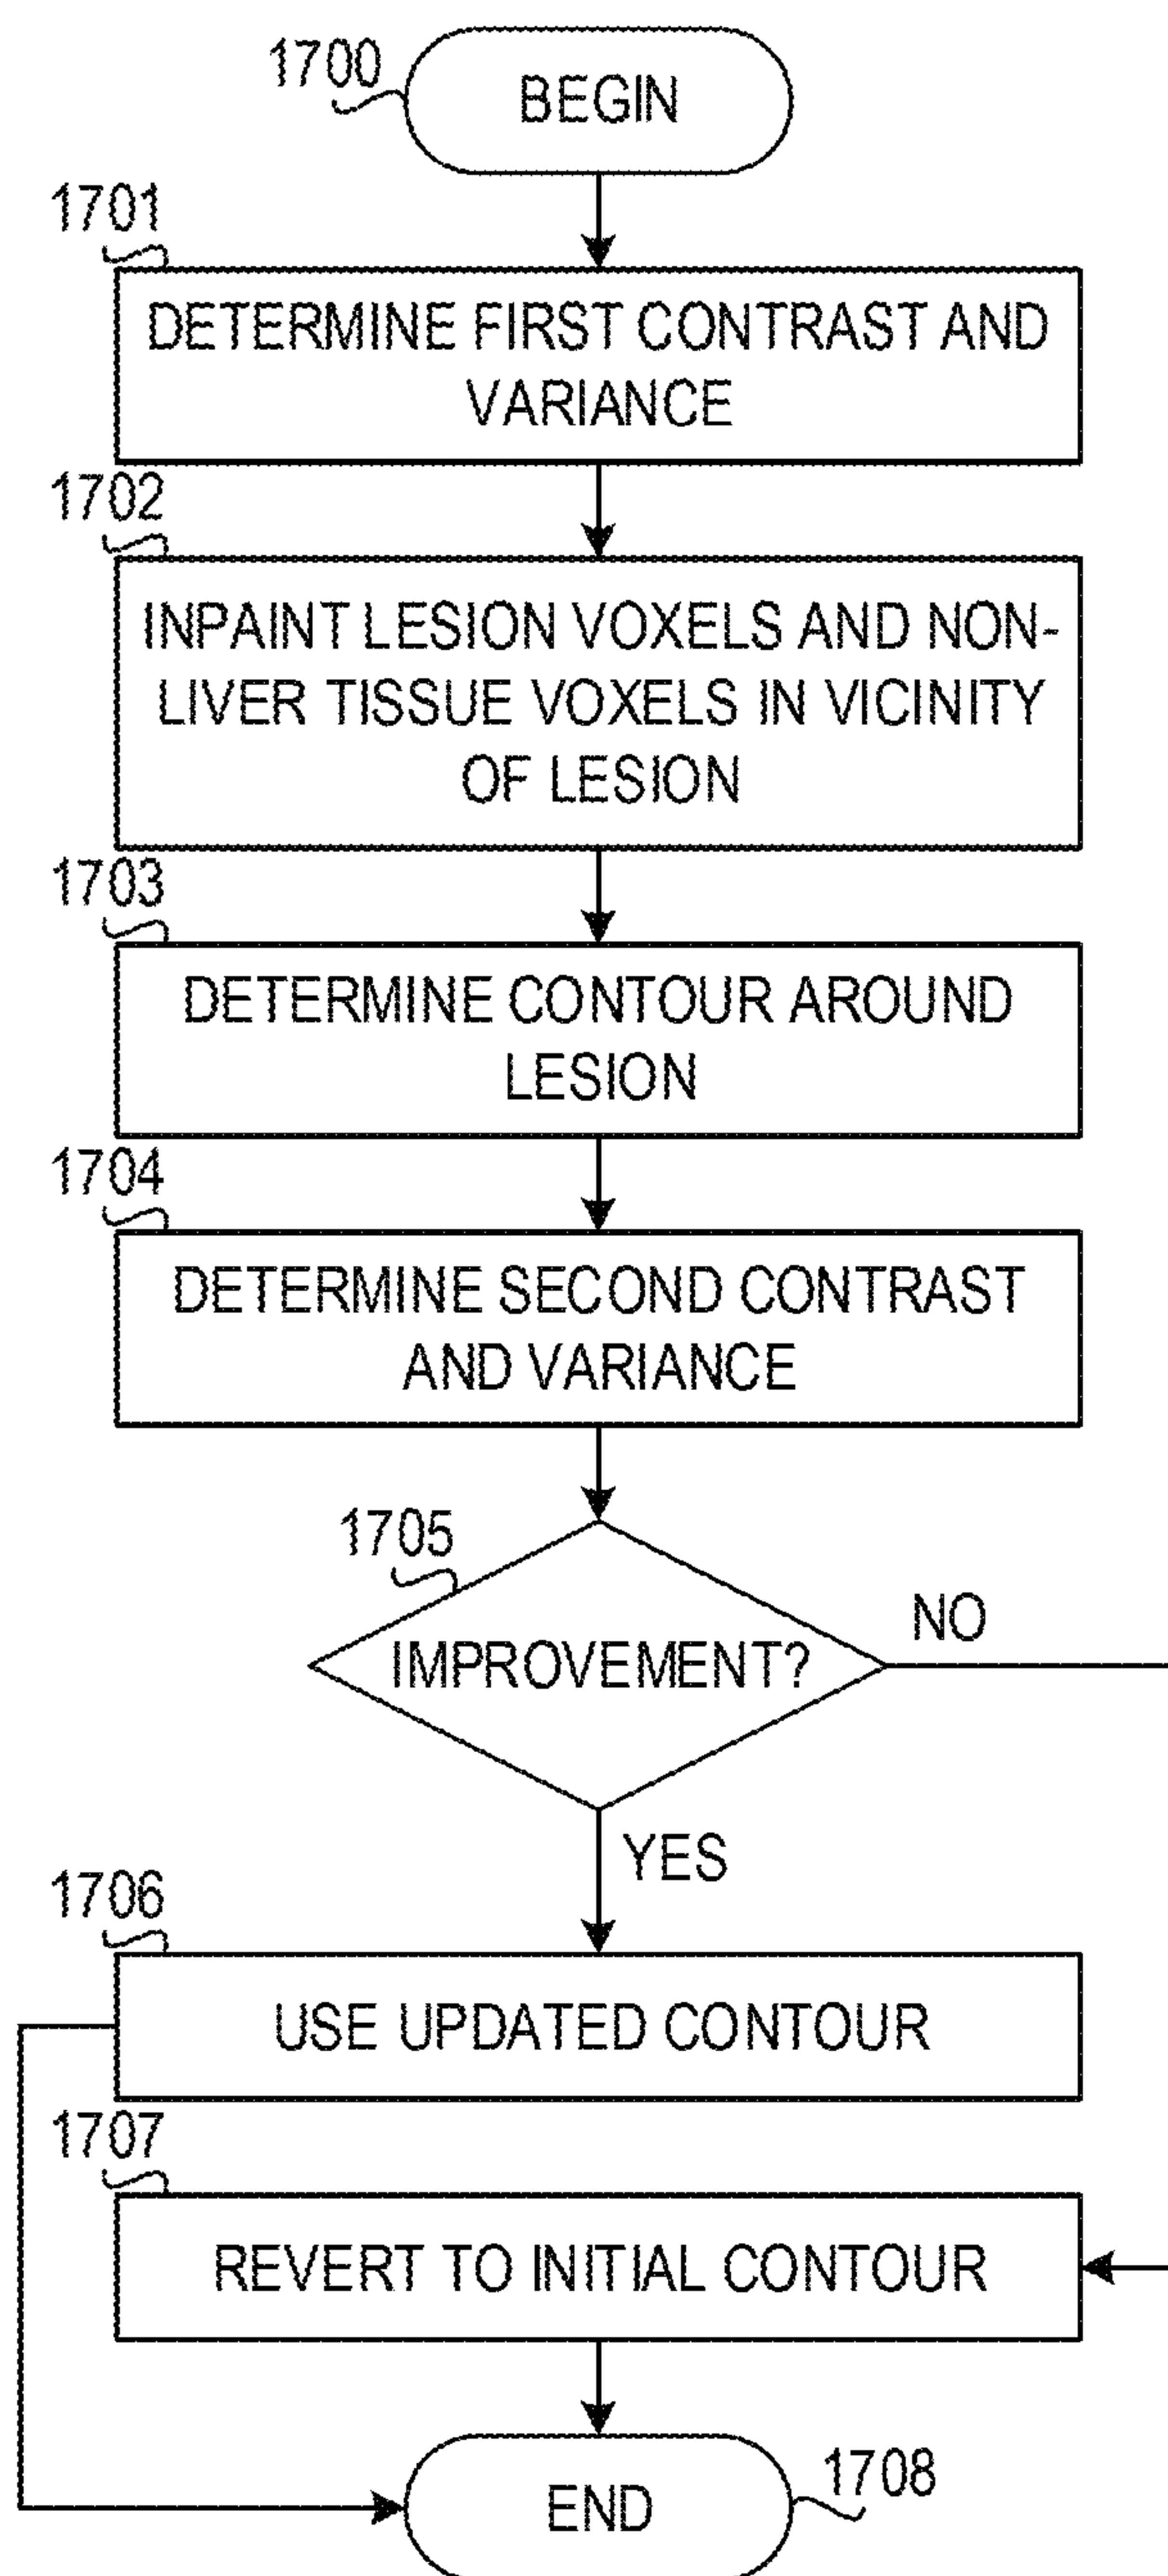 1700
BEGIN
1701
DETERMINE FIRST CONTRAST AND
VARIANCE
1702
INPAINT LESION VOXELS AND NON-
LIVER TISSUE VOXELS IN VICINITY
OF LESION
1703
DETERMINE CONTOUR AROUND
LESION
1704
DETERMINE SECOND CONTRAST
AND VARIANCE
1705
IMPROVEMENT?
NO
YES
1706
USE UPDATED CONTOUR
1707
REVERT TO INITIAL CONTOUR
END
1708